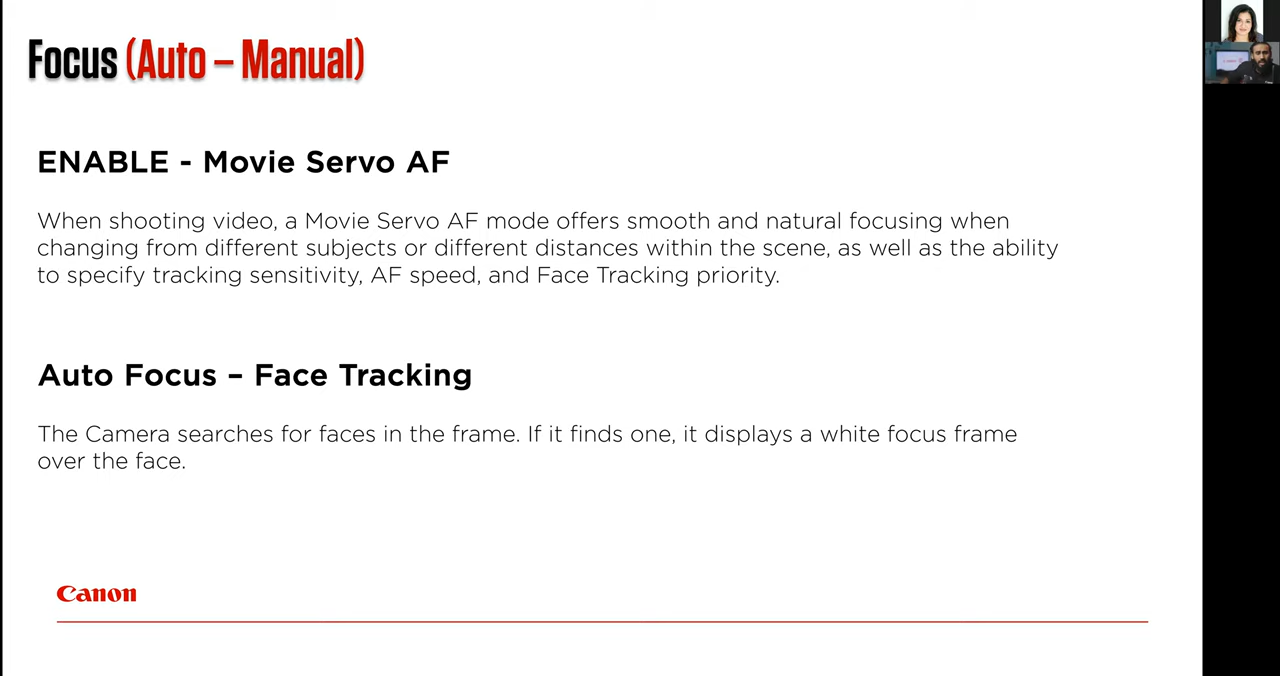 Focus (Auto – Manual)
ENABLE - Movie Servo AF
When shooting video, a Movie Servo AF mode offers smooth and natural focusing when
changing from different subjects or different distances within the scene, as well as the ability
to specify tracking sensitivity, AF speed, and Face Tracking priority.
Auto Focus – Face Tracking
The Camera searches for faces in the frame. If it finds one, it displays a white focus frame
over the face.
Canon